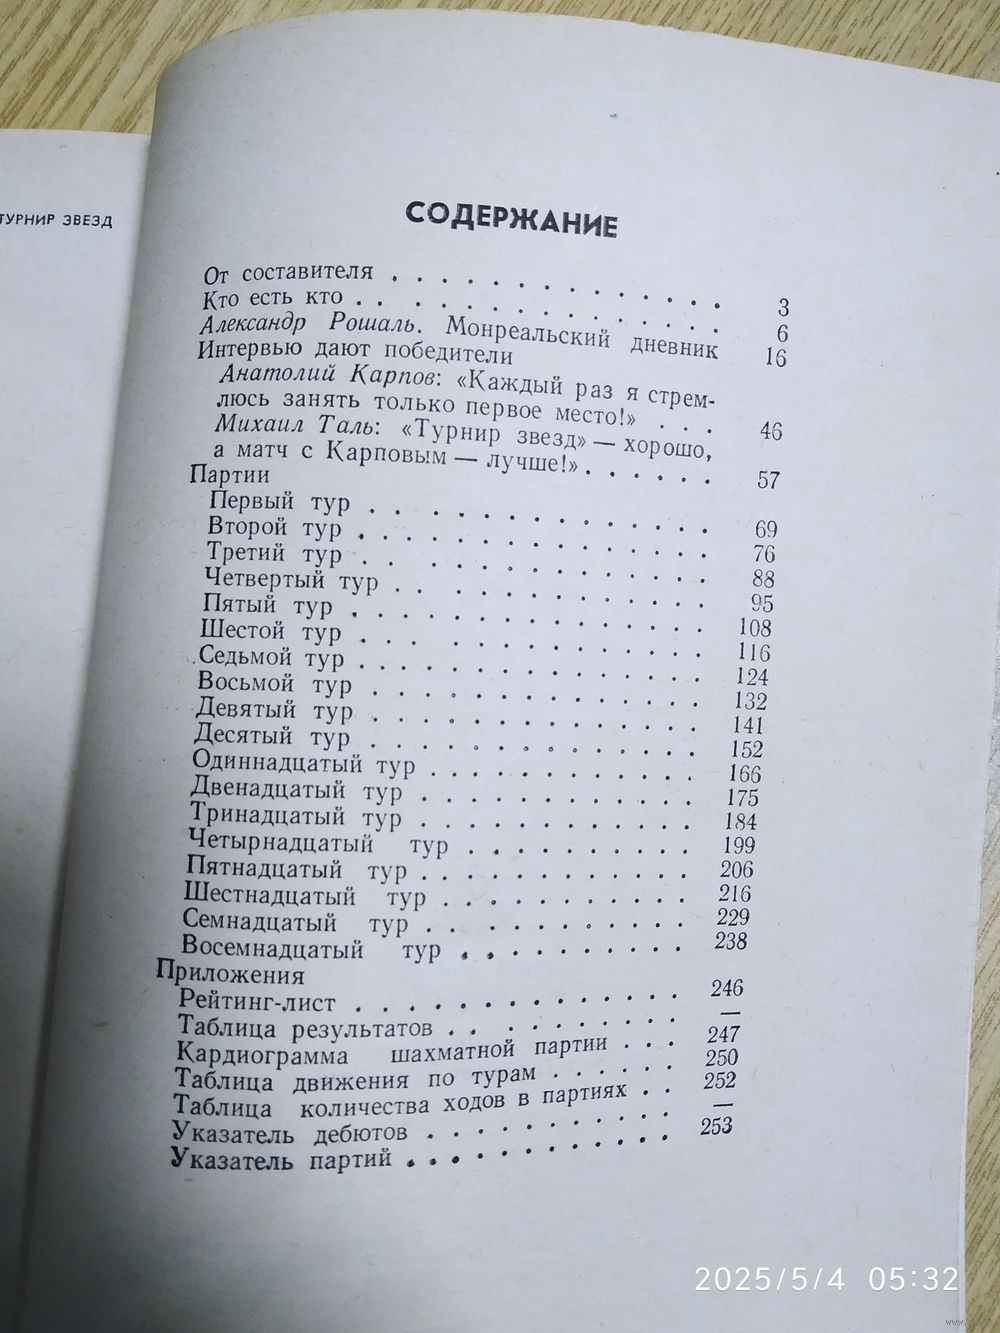 ТУРНИР ЗВЕЗД
СОДЕРЖАНИЕ
От составителя . . . . . . . . . . . . . . 3
Кто есть кто . . . . . . . . . . . . . . . 6
Александр Рошаль. Монреальский дневник 16
Интервью дают победители
Анатолий Карпов: «Каждый раз я стрем-
люсь занять только первое место!» . . . . 46
Михаил Таль: «Турнир звезд» — хорошо,
а матч с Карповым — лучше!» . . . . . . 57
Партии
Первый тур . . . . . . . . . . . . . . . 69
Второй тур . . . . . . . . . . . . . . . 76
Третий тур . . . . . . . . . . . . . . . 88
Четвертый тур . . . . . . . . . . . . . . 95
Пятый тур . . . . . . . . . . . . . . . 108
Шестой тур . . . . . . . . . . . . . . 116
Седьмой тур . . . . . . . . . . . . . . 124
Восьмой тур . . . . . . . . . . . . . . 132
Девятый тур . . . . . . . . . . . . . . 141
Десятый тур . . . . . . . . . . . . . . 152
Одиннадцатый тур . . . . . . . . . . . 166
Двенадцатый тур . . . . . . . . . . . . 175
Тринадцатый тур . . . . . . . . . . . . 184
Четырнадцатый тур . . . . . . . . . . 199
Пятнадцатый тур . . . . . . . . . . . 206
Шестнадцатый тур . . . . . . . . . . 216
Семнадцатый тур . . . . . . . . . . . 229
Восемнадцатый тур . . . . . . . . . 238
Приложения
Рейтинг-лист . . . . . . . . . . . . . 246
Таблица результатов . . . . . . . . . —
Кардиограмма шахматной партии . . . 247
Таблица движения по турам . . . . . . 250
Таблица количества ходов в партиях . . 252
Указатель дебютов . . . . . . . . . . —
Указатель партий . . . . . . . . . . . 253
2025/5/4 05:32